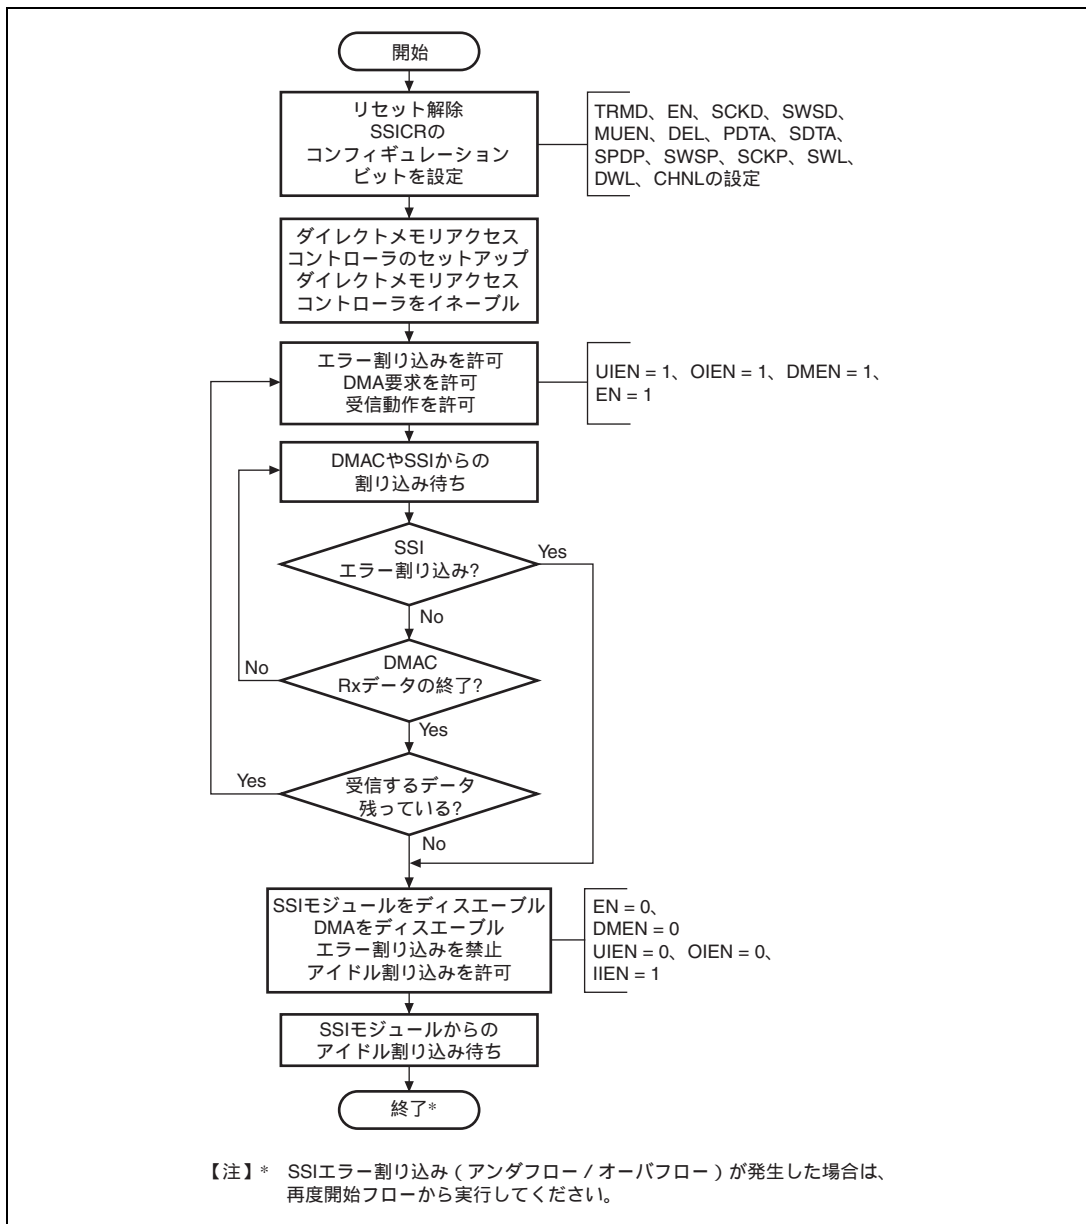 開始
リセット解除
SSICRの
コンフィギュレーション
ビットを設定
TRMD、EN、SCKD、SWSD、
MUEN、DEL、PDTA、SDTA、
SPDP、SWSP、SCKP、SWL、
DWL、CHNLの設定
ダイレクトメモリアクセス
コントローラのセットアップ
ダイレクトメモリアクセス
コントローラをイネーブル
エラー割り込みを許可
DMA要求を許可
受信動作を許可
UIEN = 1、OIEN = 1、DMEN = 1、
EN = 1
DMACやSSIからの
割り込み待ち
SSI
エラー割り込み?
Yes
No
DMAC
Rxデータの終了?
No
Yes
受信するデータ
残っている?
Yes
No
SSIモジュールをディスエーブル
DMAをディスエーブル
エラー割り込みを禁止
アイドル割り込みを許可
EN = 0、
DMEN = 0
UIEN = 0、OIEN = 0、
IIEN = 1
SSIモジュールからの
アイドル割り込み待ち
終了*
【注】* SSIエラー割り込み ( アンダフロー / オーバフロー ) が発生した場合は、
再度開始フローから実行してください。